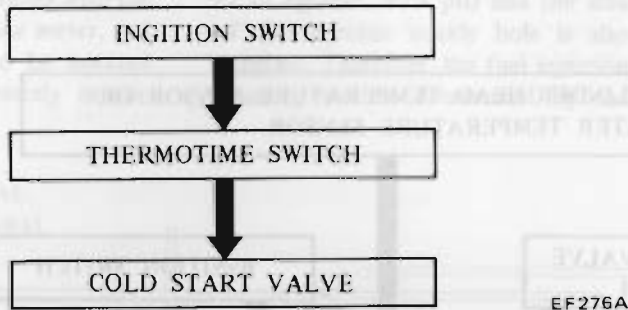 INGITION SWITCH
THERMOTIME SWITCH
COLD START VALVE
EF276A